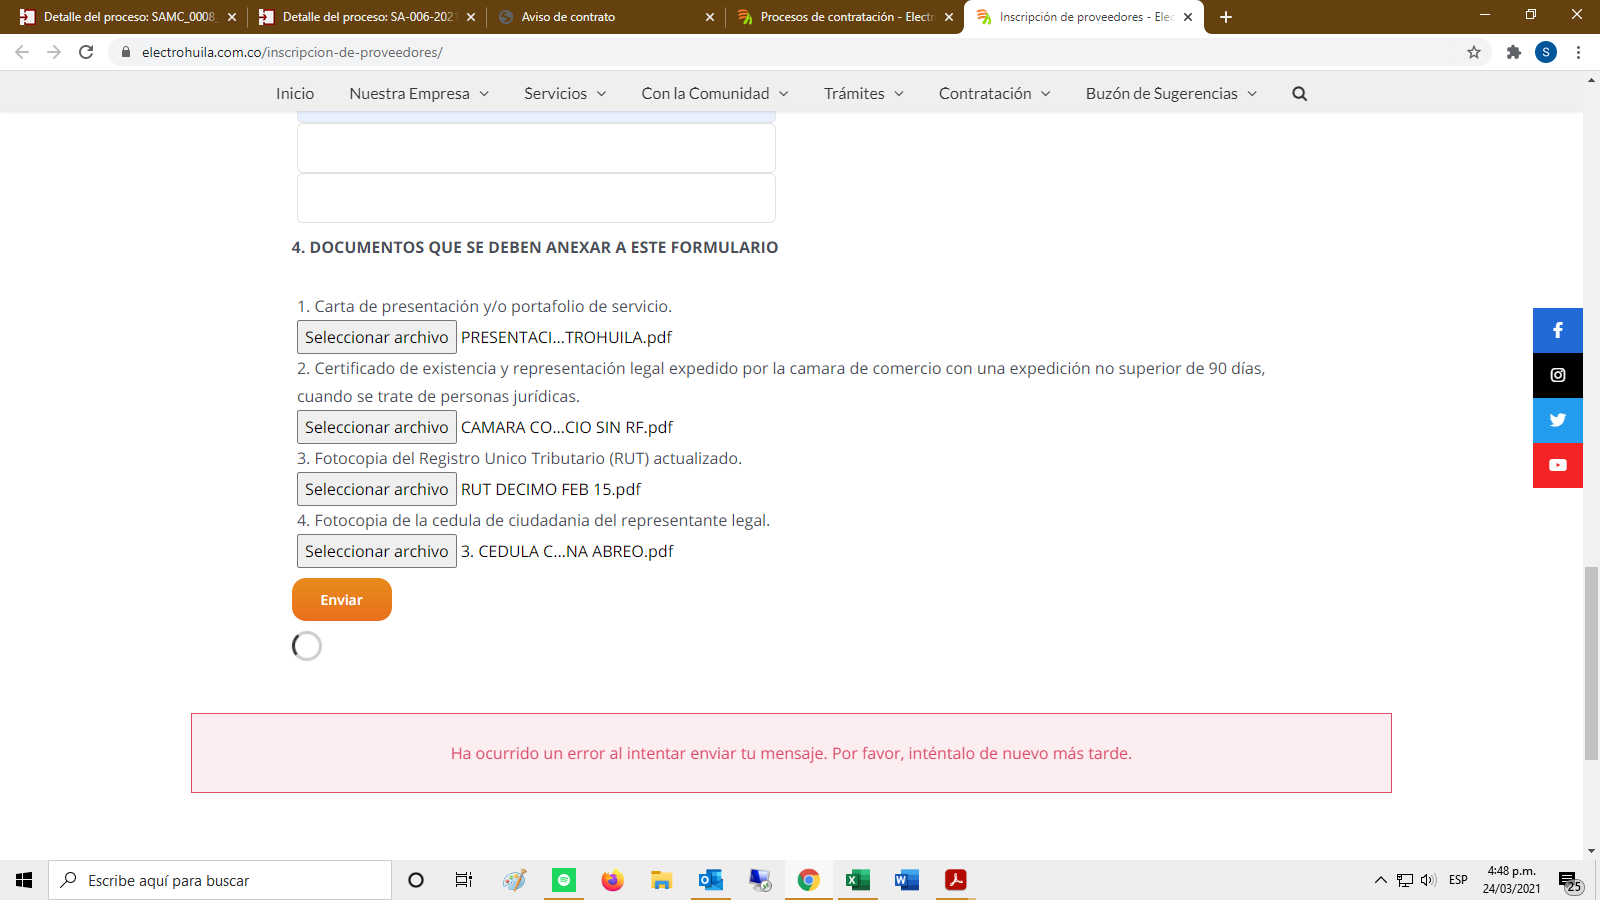 Detalle del proceso: SAMC_0008_
Detalle del proceso: SA-006-2021
Aviso de contrato
Procesos de contratación - Electr
Inscripción de proveedores - Elec
electrohuila.com.co/inscripcion-de-proveedores/
S
Inicio
Nuestra Empresa
Servicios
Con la Comunidad
Trámites
Contratación
Buzón de Sugerencias
4. DOCUMENTOS QUE SE DEBEN ANEXAR A ESTE FORMULARIO
1. Carta de presentación y/o portafolio de servicio.
Seleccionar archivo PRESENTACI...TROHUILA.pdf
2. Certificado de existencia y representación legal expedido por la camara de comercio con una expedición no superior de 90 días,
cuando se trate de personas jurídicas.
Seleccionar archivo CAMARA CO...CIO SIN RF.pdf
3. Fotocopia del Registro Unico Tributario (RUT) actualizado.
Seleccionar archivo RUT DECIMO FEB 15.pdf
4. Fotocopia de la cedula de ciudadania del representante legal.
Seleccionar archivo 3. CEDULA C...NA ABREO.pdf
Enviar
Ha ocurrido un error al intentar enviar tu mensaje. Por favor, inténtalo de nuevo más tarde.
Escribe aquí para buscar
ESP
4:48 p.m.
24/03/2021
25